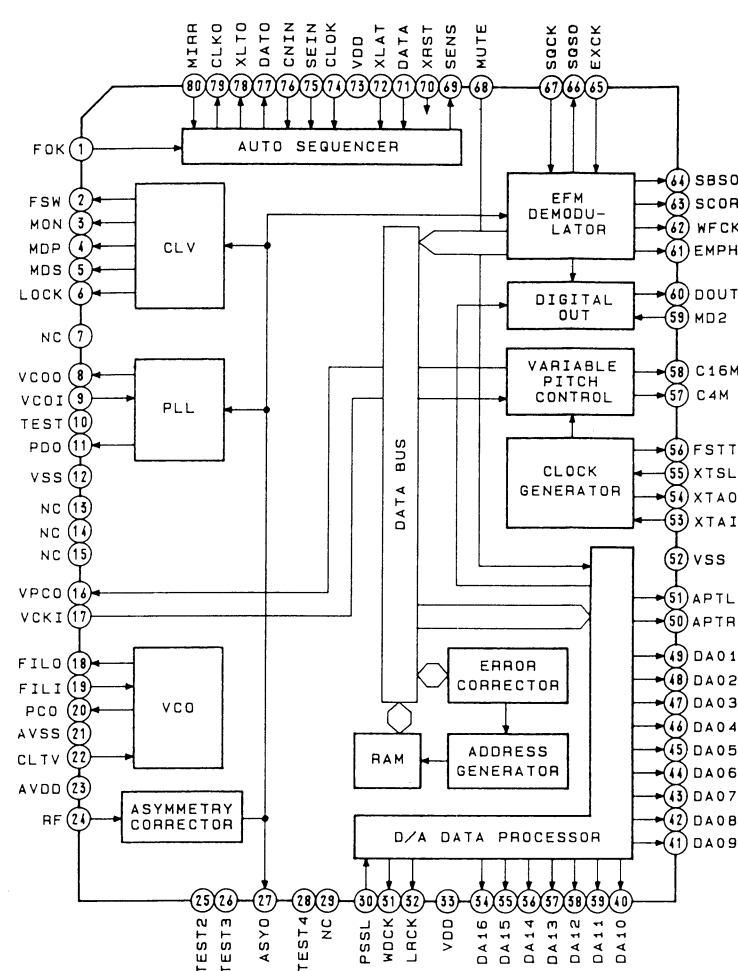 MIRR
CLKO
XLTO
DATO
CNIN
SEIN
CLOK
VDD
XLAT
DATA
XRST
SENS
MUTE
SQCK
SQSO
EXCK
80
79
78
77
76
75
74
73
72
71
70
69
68
67
66
65
FOK 1
AUTO SEQUENCER
FSW 2
MON 3
MDP 4
MDS 5
LOCK 6
CLV
NC 7
VCOO 8
VCOI 9
TEST 10
PDO 11
PLL
VSS 12
NC 13
NC 14
NC 15
VPCO 16
VCKI 17
FILO 18
FILI 19
PCO 20
AVSS 21
CLTV 22
VCO
AVDD 23
RF 24
ASYMMETRY
CORRECTOR
DATA BUS
EFM
DEMODU-
LATOR
64 SBSO
63 SCOR
62 WFCK
61 EMPH
DIGITAL
OUT
60 DOUT
59 MD2
VARIABLE
PITCH
CONTROL
58 C16M
57 C4M
CLOCK
GENERATOR
56 FSTT
55 XTSL
54 XTAO
53 XTAI
52 VSS
51 APTL
50 APTR
49 DA01
48 DA02
47 DA03
46 DA04
45 DA05
44 DA06
43 DA07
42 DA08
41 DA09
ERROR
CORRECTOR
RAM
ADDRESS
GENERATOR
D/A DATA PROCESSOR
25
26
27
28
29
30
31
32
33
34
35
36
37
38
39
40
TEST2
TEST3
ASYO
TEST4
NC
PSSL
WDCK
LRCK
VDD
DA16
DA15
DA14
DA13
DA12
DA11
DA10